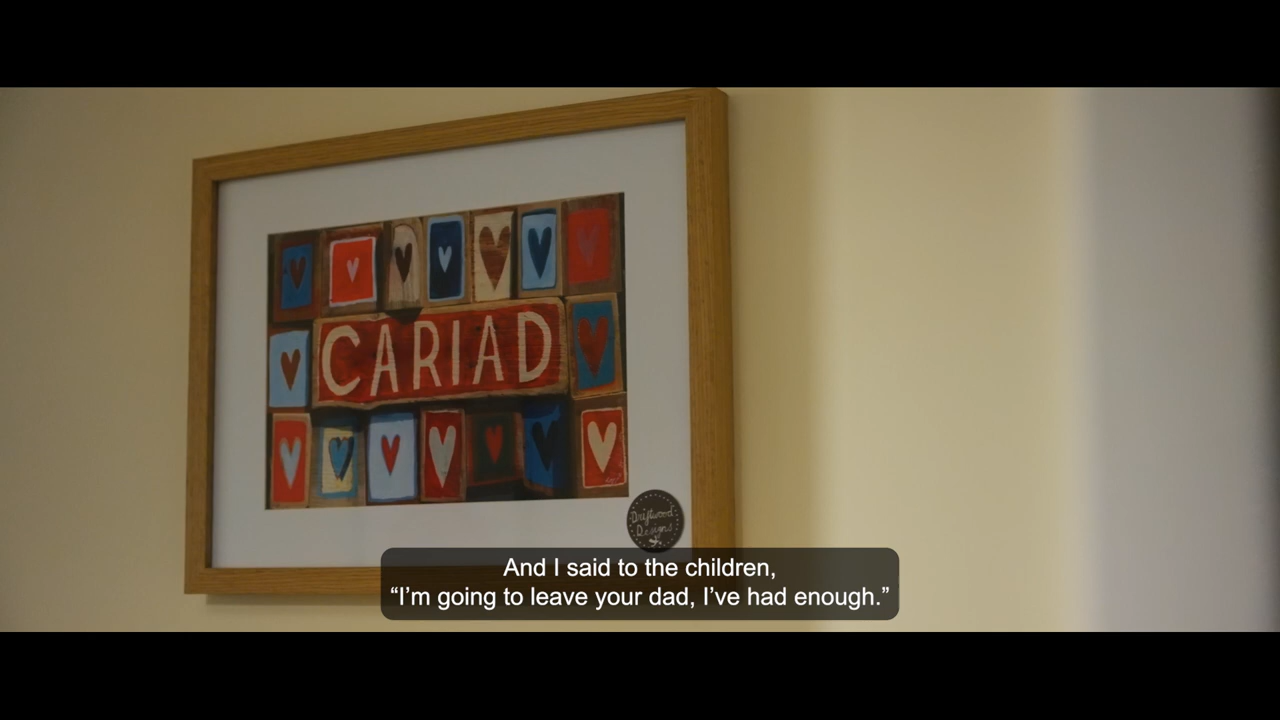 CARIAD
Driftwood
Designs
And I said to the children,
“I’m going to leave your dad, I’ve had enough.”